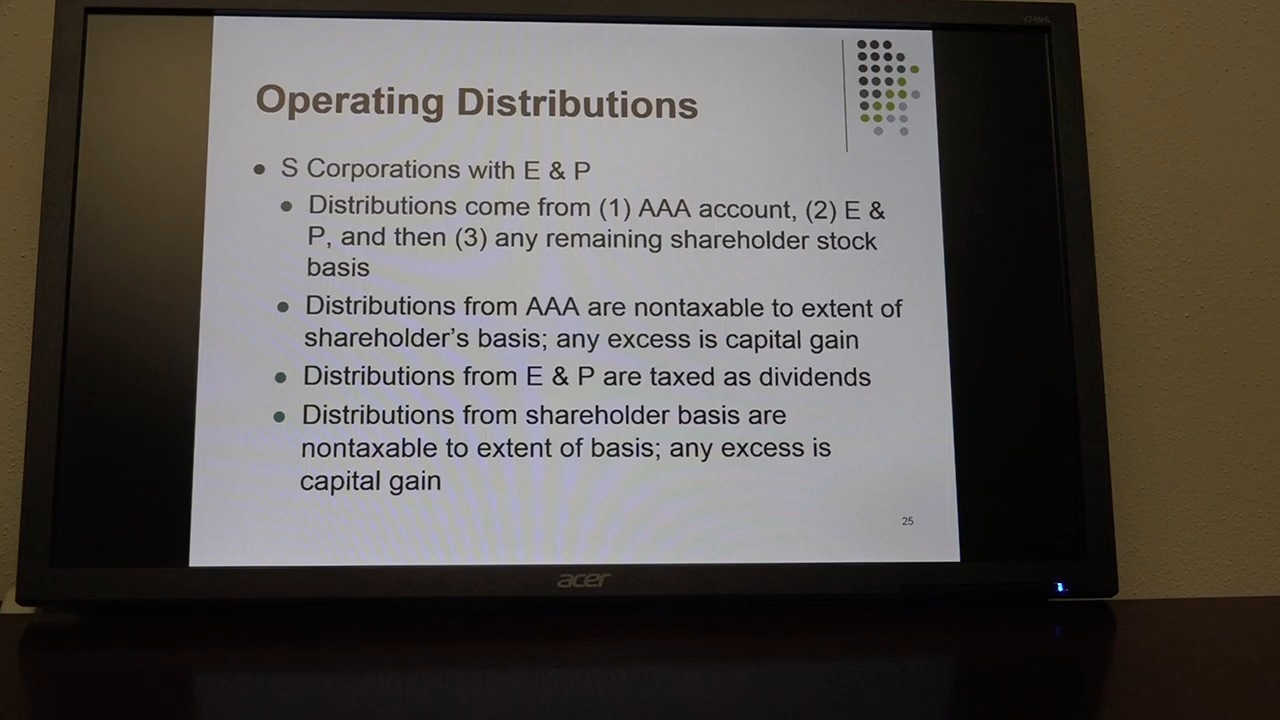 V246HL
Operating Distributions
S Corporations with E & P
Distributions come from (1) AAA account, (2) E &
P, and then (3) any remaining shareholder stock
basis
Distributions from AAA are nontaxable to extent of
shareholder's basis; any excess is capital gain
Distributions from E & P are taxed as dividends
Distributions from shareholder basis are
nontaxable to extent of basis; any excess is
capital gain
25
acer